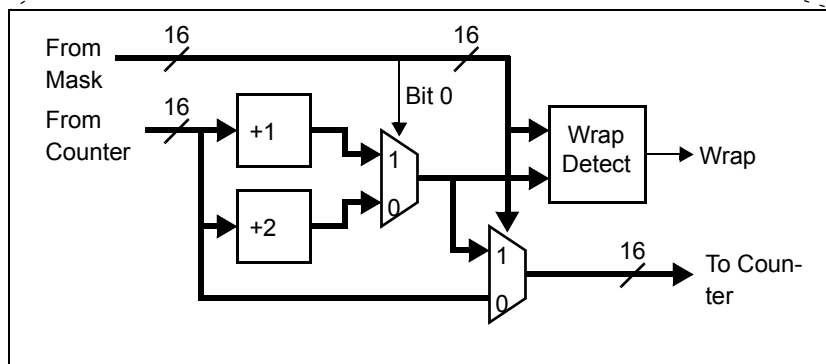 16
16
From
Mask
Bit 0
16
From
Counter
+1
1
0
Wrap
Detect
Wrap
+2
1
0
16
To Coun-
ter